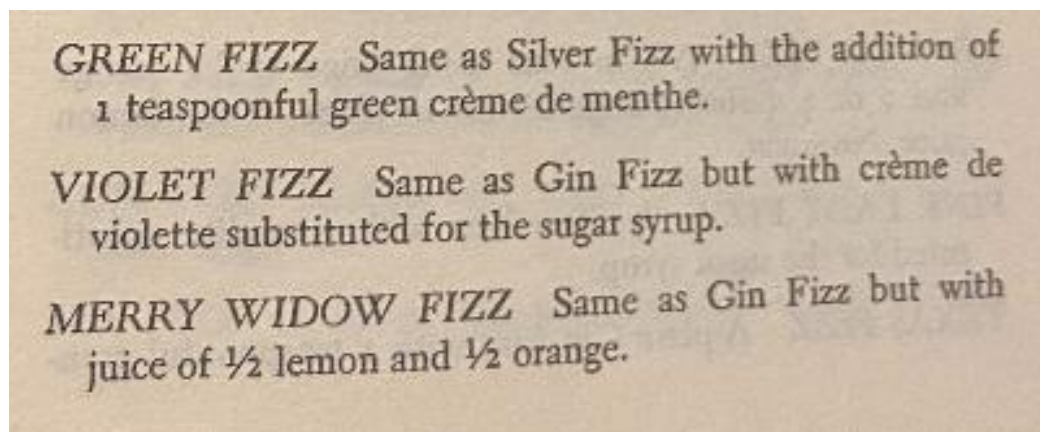 GREEN FIZZ Same as Silver Fizz with the addition of
1 teaspoonful green crème de menthe.
VIOLET FIZZ Same as Gin Fizz but with crème de
violette substituted for the sugar syrup.
MERRY WIDOW FIZZ Same as Gin Fizz but with
juice of ½ lemon and ½ orange.